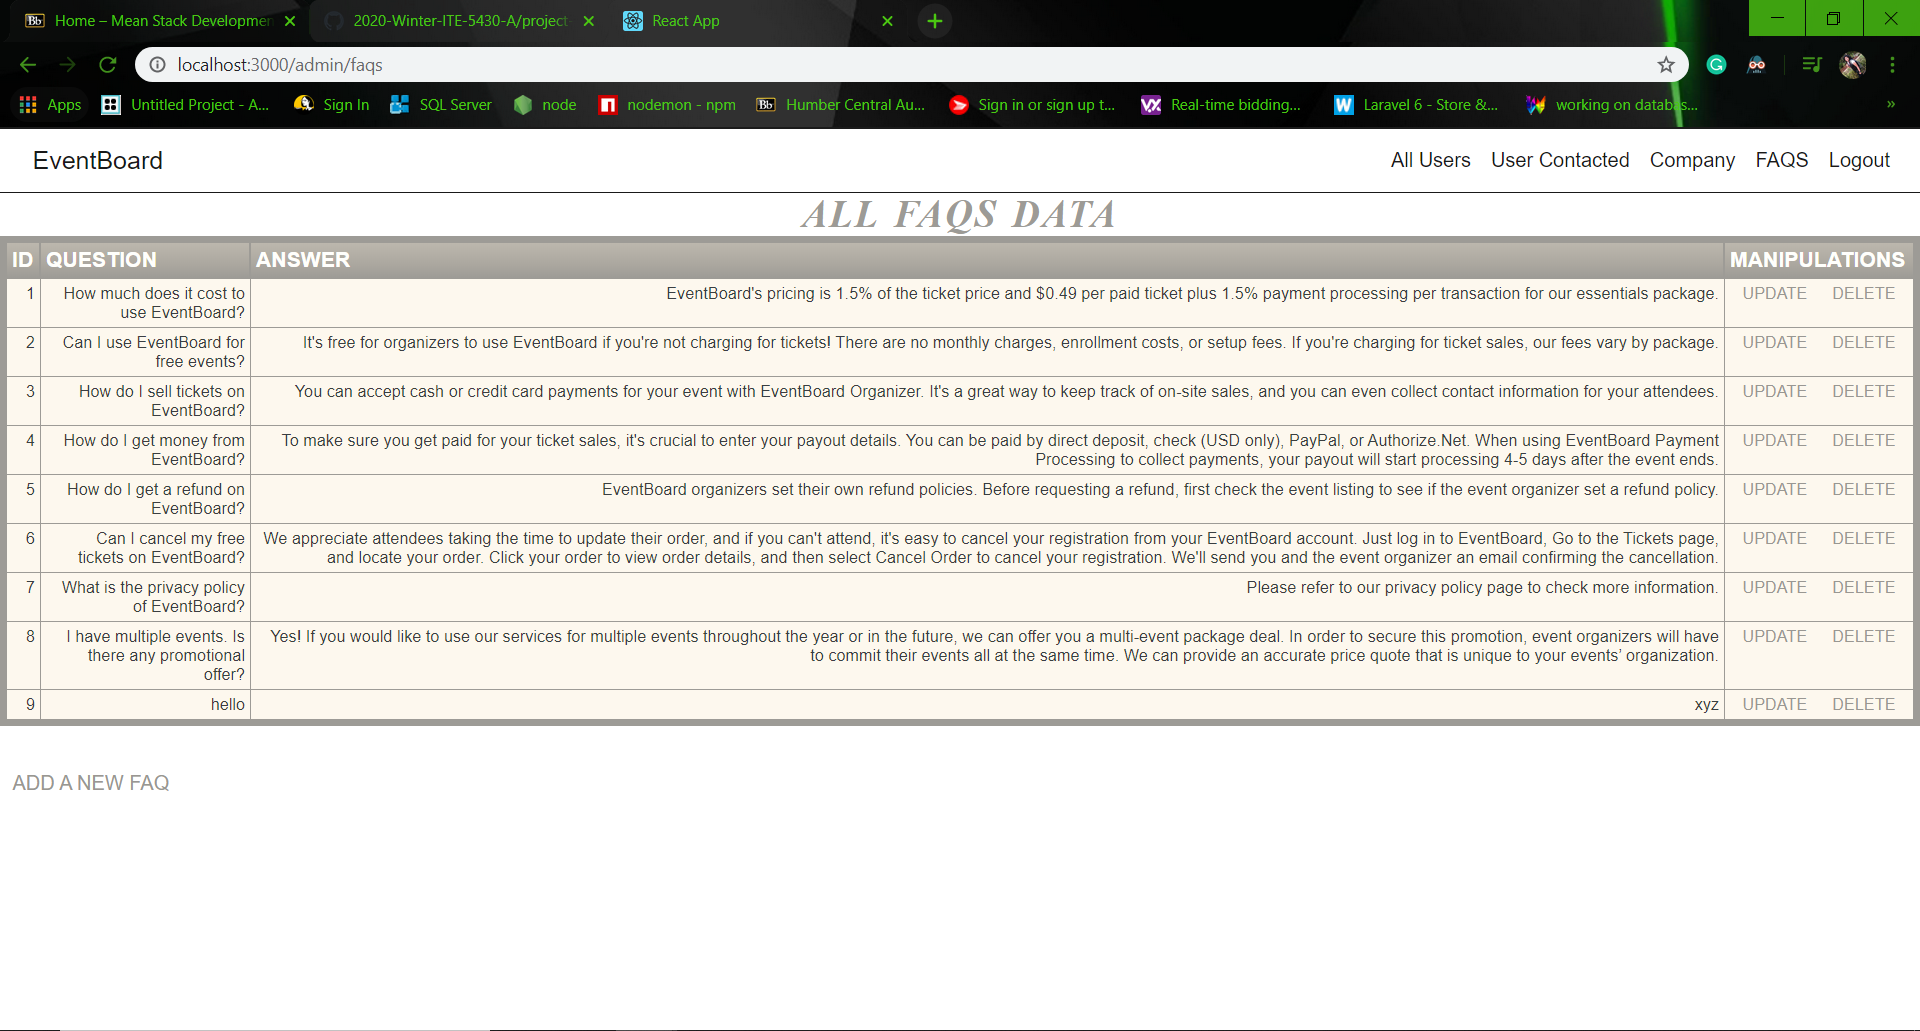 Home – Mean Stack Developmen
2020-Winter-ITE-5430-A/project
React App
localhost:3000/admin/faqs
Apps
Untitled Project - A...
Sign In
SQL Server
node
nodemon - npm
Humber Central Au...
Sign in or sign up t...
Real-time bidding...
Laravel 6 - Store &...
working on databas...
»
EventBoard
All Users
User Contacted
Company
FAQS
Logout
ALL FAQS DATA
ID QUESTION ANSWER MANIPULATIONS
1 How much does it cost to EventBoard's pricing is 1.5% of the ticket price and $0.49 per paid ticket plus 1.5% payment processing per transaction for our essentials package. UPDATE DELETE
use EventBoard?
2 Can I use EventBoard for It's free for organizers to use EventBoard if you're not charging for tickets! There are no monthly charges, enrollment costs, or setup fees. If you're charging for ticket sales, our fees vary by package. UPDATE DELETE
free events?
3 How do I sell tickets on You can accept cash or credit card payments for your event with EventBoard Organizer. It's a great way to keep track of on-site sales, and you can even collect contact information for your attendees. UPDATE DELETE
EventBoard?
4 How do I get money from To make sure you get paid for your ticket sales, it's crucial to enter your payout details. You can be paid by direct deposit, check (USD only), PayPal, or Authorize.Net. When using EventBoard Payment UPDATE DELETE
EventBoard? Processing to collect payments, your payout will start processing 4-5 days after the event ends.
5 How do I get a refund on EventBoard organizers set their own refund policies. Before requesting a refund, first check the event listing to see if the event organizer set a refund policy. UPDATE DELETE
EventBoard?
6 Can I cancel my free We appreciate attendees taking the time to update their order, and if you can't attend, it's easy to cancel your registration from your EventBoard account. Just log in to EventBoard, Go to the Tickets page, UPDATE DELETE
tickets on EventBoard? and locate your order. Click your order to view order details, and then select Cancel Order to cancel your registration. We'll send you and the event organizer an email confirming the cancellation.
7 What is the privacy policy Please refer to our privacy policy page to check more information. UPDATE DELETE
of EventBoard?
8 I have multiple events. Is Yes! If you would like to use our services for multiple events throughout the year or in the future, we can offer you a multi-event package deal. In order to secure this promotion, event organizers will have UPDATE DELETE
there any promotional to commit their events all at the same time. We can provide an accurate price quote that is unique to your events' organization.
offer?
9 hello xyz UPDATE DELETE
ADD A NEW FAQ